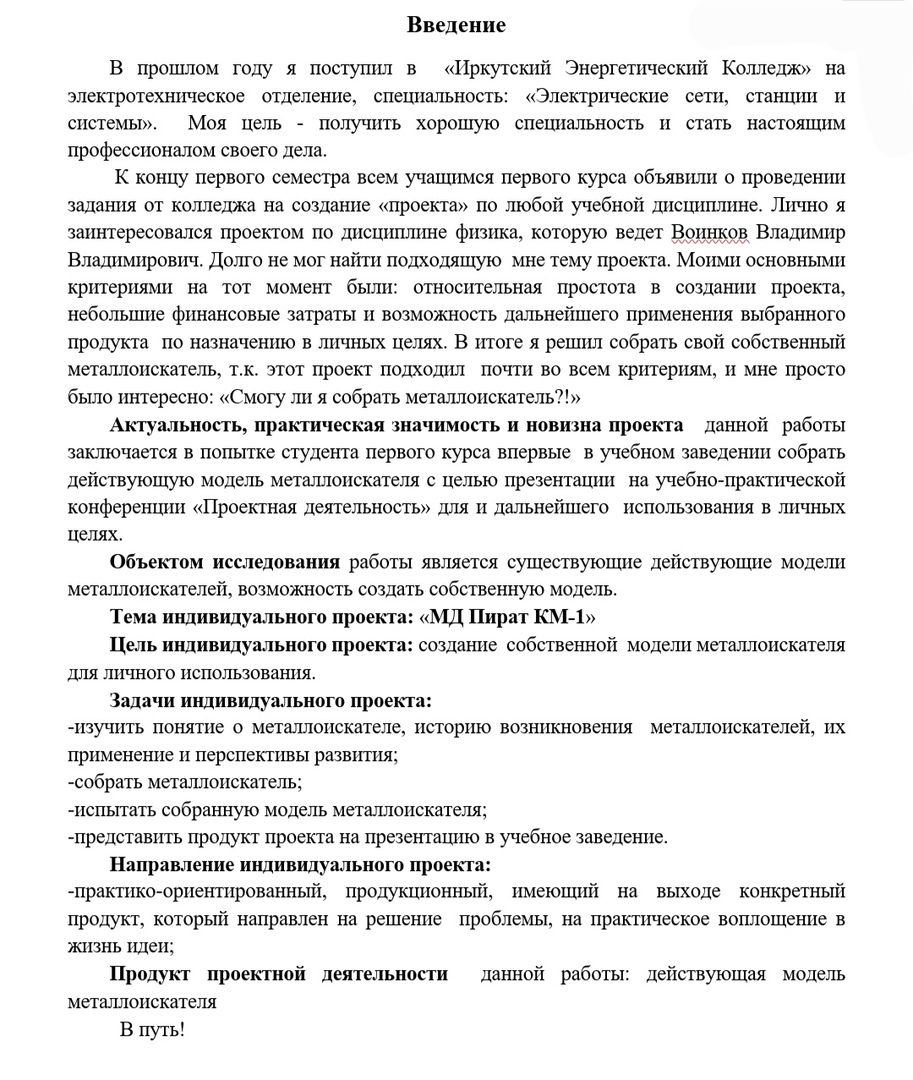 Введение
В прошлом году я поступил в «Иркутский Энергетический Колледж» на
электротехническое отделение, специальность: «Электрические сети, станции и
системы». Моя цель - получить хорошую специальность и стать настоящим
профессионалом своего дела.
К концу первого семестра всем учащимся первого курса объявили о проведении
задания от колледжа на создание «проекта» по любой учебной дисциплине. Лично я
заинтересовался проектом по дисциплине физика, которую ведет Воинков Владимир
Владимирович. Долго не мог найти подходящую мне тему проекта. Моими основными
критериями на тот момент были: относительная простота в создании проекта,
небольшие финансовые затраты и возможность дальнейшего применения выбранного
продукта по назначению в личных целях. В итоге я решил собрать свой собственный
металлоискатель, т.к. этот проект подходил почти во всем критериям, и мне просто
было интересно: «Смогу ли я собрать металлоискатель?!»
Актуальность, практическая значимость и новизна проекта данной работы
заключается в попытке студента первого курса впервые в учебном заведении собрать
действующую модель металлоискателя с целью презентации на учебно-практической
конференции «Проектная деятельность» для и дальнейшего использования в личных
целях.
Объектом исследования работы является существующие действующие модели
металлоискателей, возможность создать собственную модель.
Тема индивидуального проекта: «МД Пират КМ-1»
Цель индивидуального проекта: создание собственной модели металлоискателя
для личного использования.
Задачи индивидуального проекта:
-изучить понятие о металлоискателе, историю возникновения металлоискателей, их
применение и перспективы развития;
-собрать металлоискатель;
-испытать собранную модель металлоискателя;
-представить продукт проекта на презентацию в учебное заведение.
Направление индивидуального проекта:
-практико-ориентированный, продукционный, имеющий на выходе конкретный
продукт, который направлен на решение проблемы, на практическое воплощение в
жизнь идеи;
Продукт проектной деятельности данной работы: действующая модель
металлоискателя
В путь!